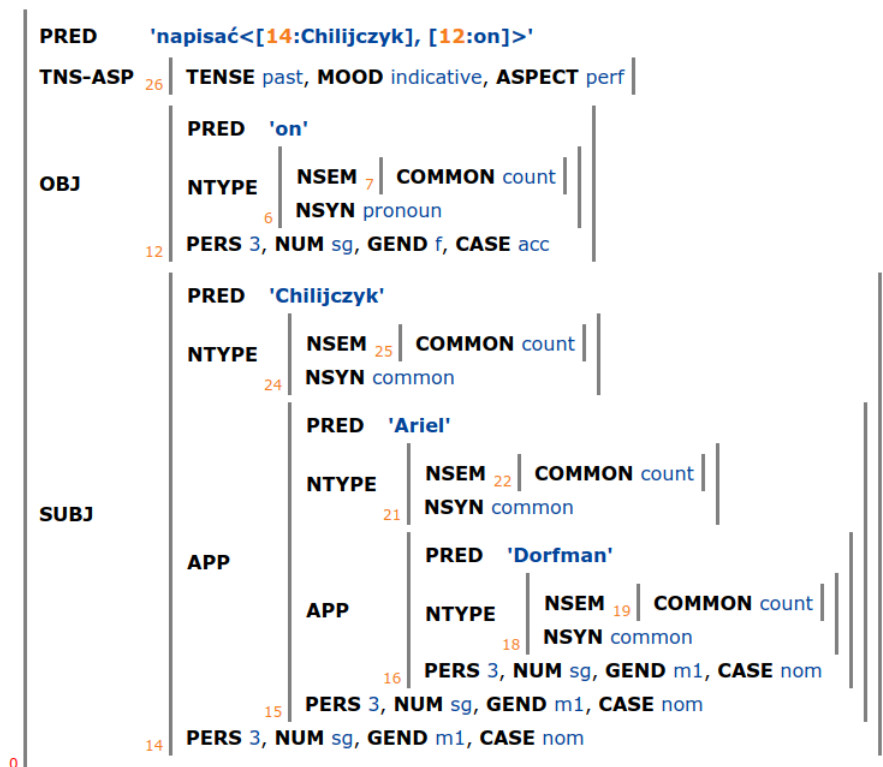 PRED 'napisać<[14:Chilijczyk], [12:on]>'
TNS-ASP 26 TENSE past, MOOD indicative, ASPECT perf
PRED 'on'
OBJ
NTYPE
NSEM 7 COMMON count
6 NSYN pronoun
12 PERS 3, NUM sg, GEND f, CASE acc
PRED 'Chilijczyk'
NTYPE
NSEM 25 COMMON count
24 NSYN common
PRED 'Ariel'
NTYPE
NSEM 22 COMMON count
21 NSYN common
SUBJ
APP
PRED 'Dorfman'
APP
NTYPE
NSEM 19 COMMON count
18 NSYN common
16 PERS 3, NUM sg, GEND m1, CASE nom
15 PERS 3, NUM sg, GEND m1, CASE nom
14 PERS 3, NUM sg, GEND m1, CASE nom
0